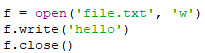 f = open('file.txt', 'w')
f.write('hello')
f.close()